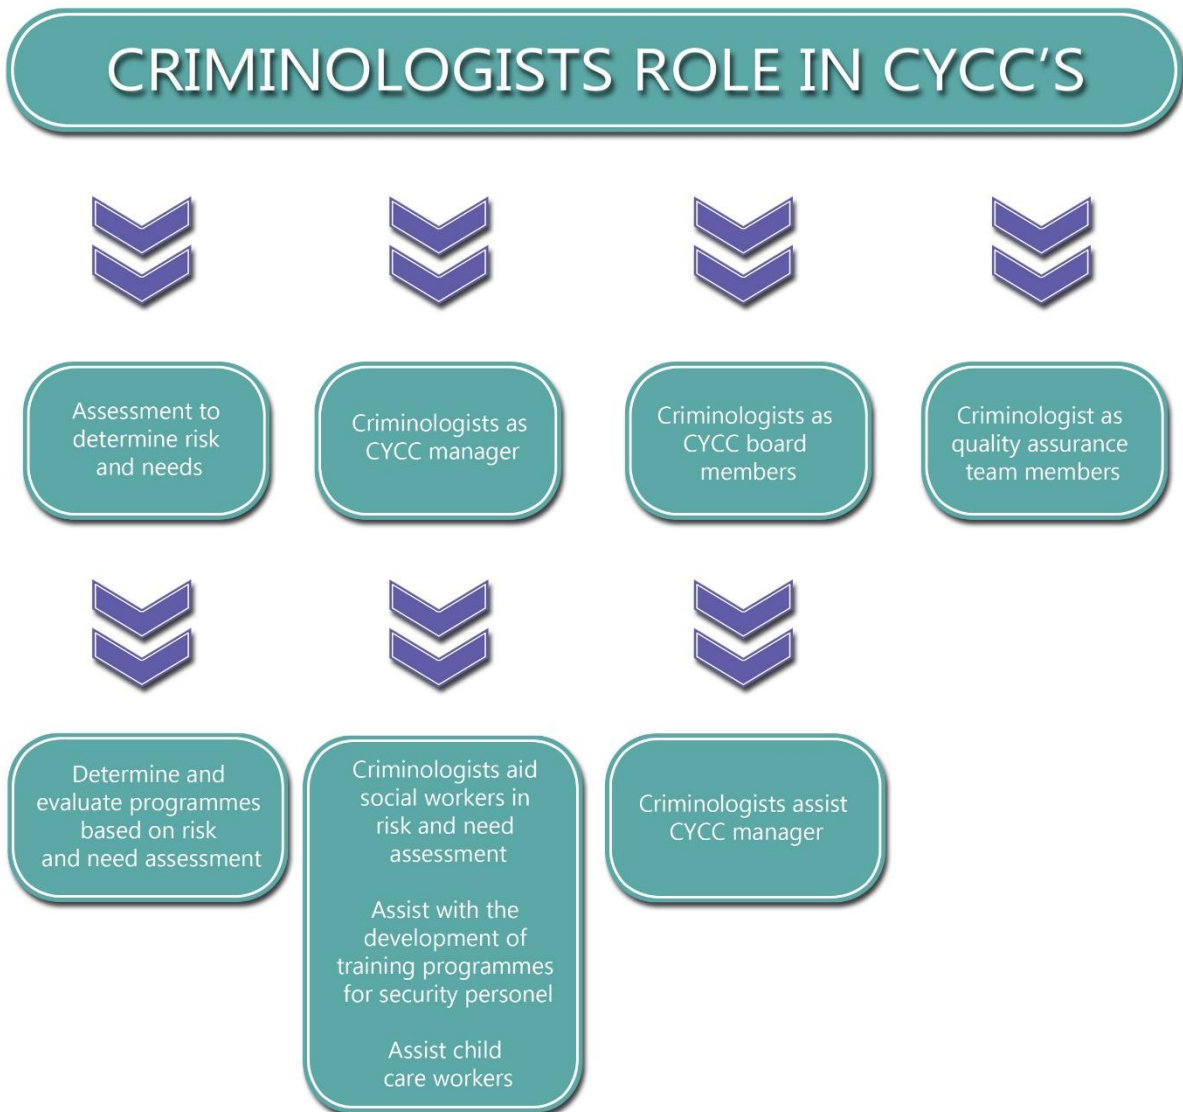 CRIMINOLOGISTS ROLE IN CYCC’S
Assessment to
determine risk
and needs
Criminologists as
CYCC manager
Criminologists as
CYCC board
members
Criminologist as
quality assurance
team members
Determine and
evaluate programmes
based on risk
and need assessment
Criminologists aid
social workers in
risk and need
assessment
Assist with the
development of
training programmes
for security personel
Assist child
care workers
Criminologists assist
CYCC manager